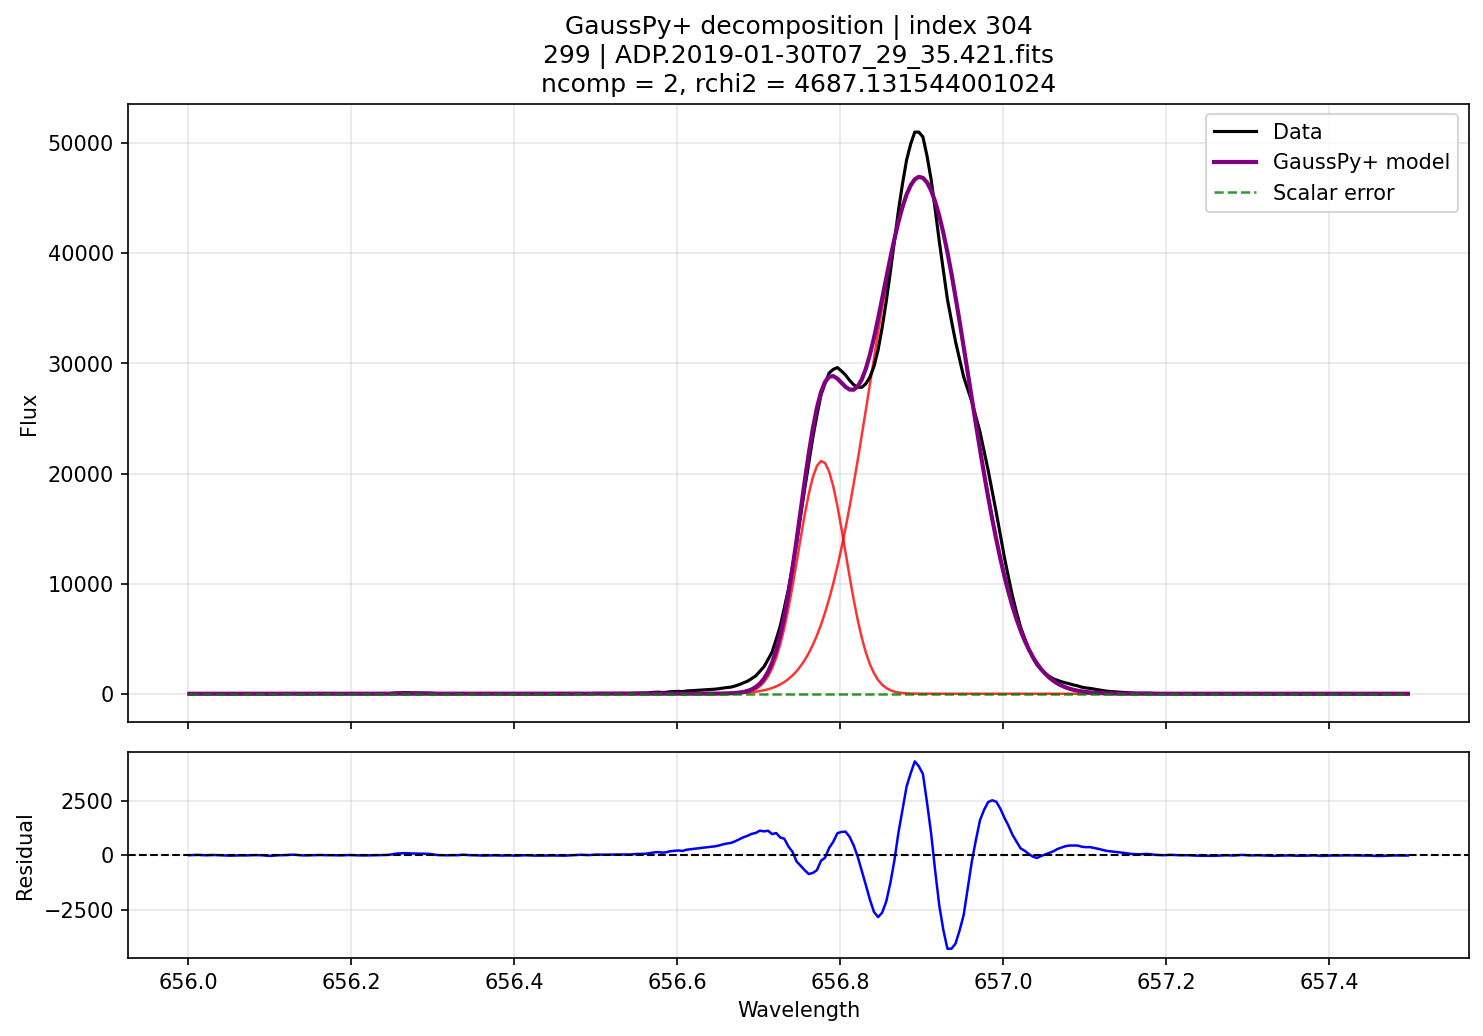 GaussPy+ decomposition | index 304
299 | ADP.2019-01-30T07_29_35.421.fits
ncomp = 2, rchi2 = 4687.131544001024
Data
GaussPy+ model
Scalar error
Flux
50000
40000
30000
20000
10000
0
Residual
2500
0
−2500
656.0
656.2
656.4
656.6
656.8
657.0
657.2
657.4
Wavelength